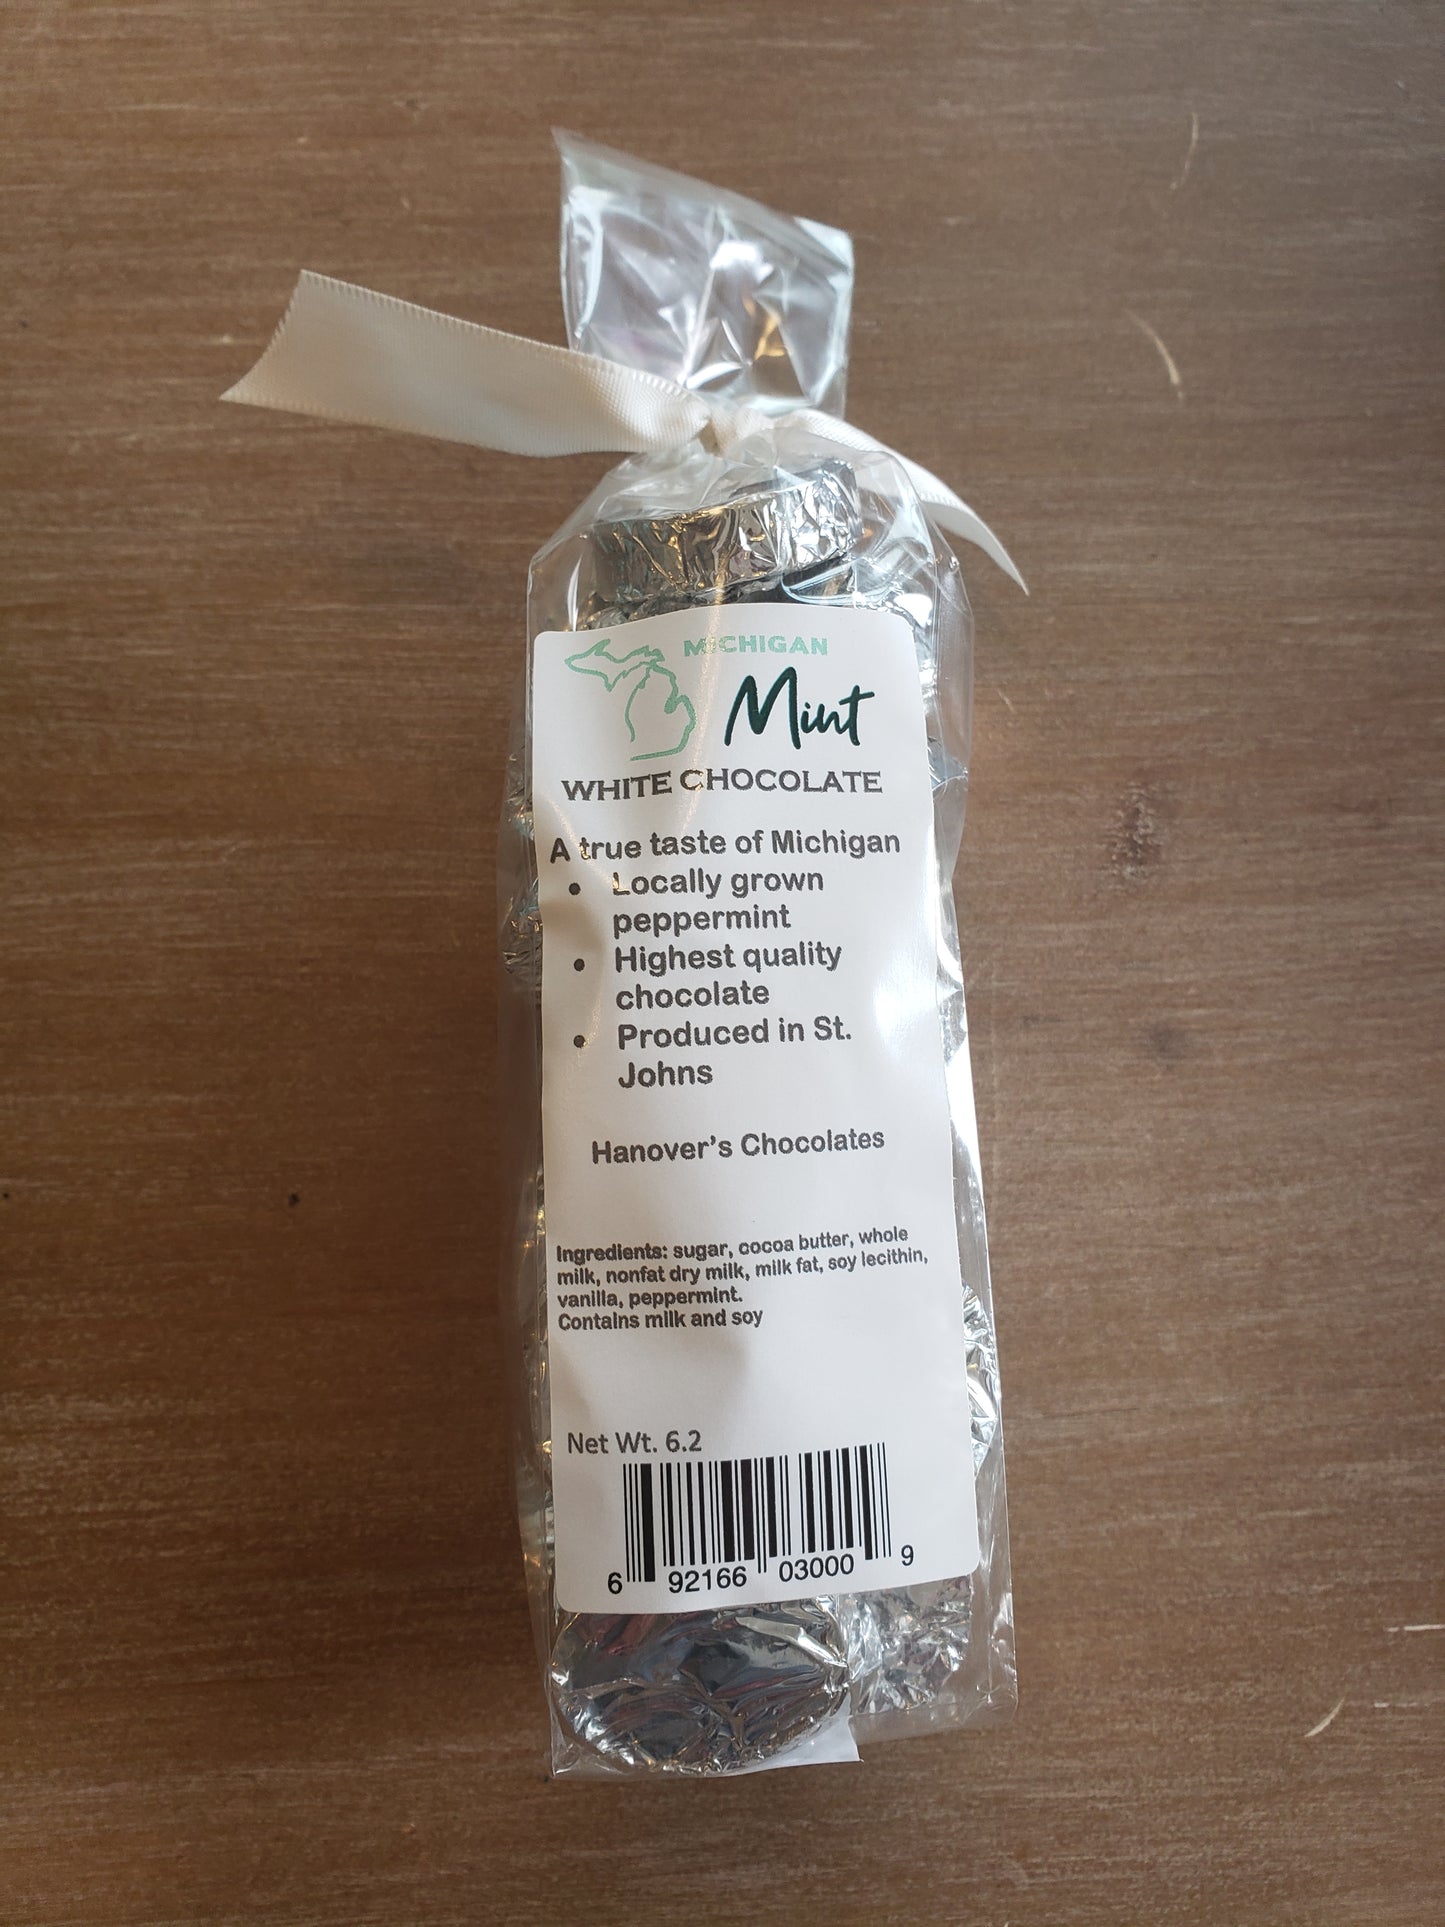 MICHIGAN
Mint
WHITE CHOCOLATE
A true taste of Michigan
• Locally grown
peppermint
• Highest quality
chocolate
• Produced in St.
Johns
Hanover's Chocolates
Ingredients: sugar, cocoa butter, whole
milk, nonfat dry milk, milk fat, soy lecithin,
vanilla, peppermint.
Contains milk and soy
Net Wt. 6.2
6 92166 03000 9